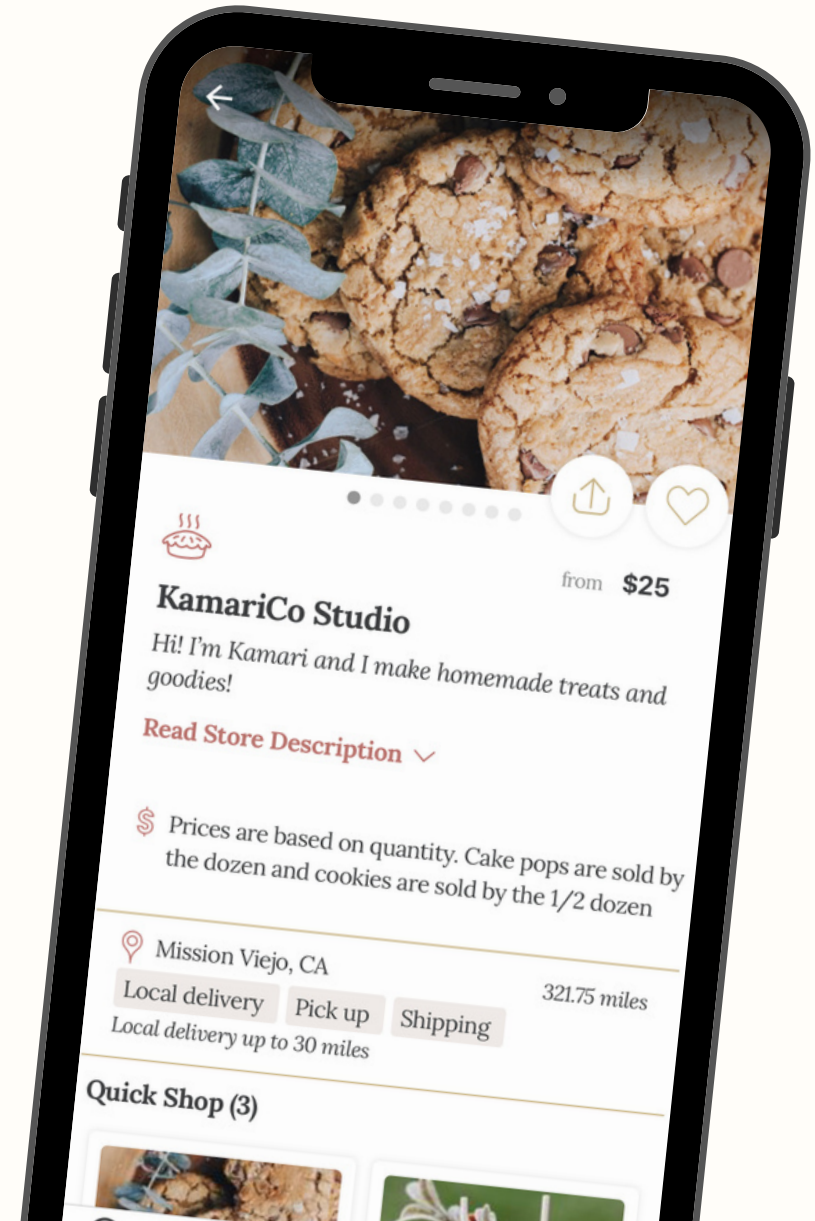 from $25
KamariCo Studio
Hi! I'm Kamari and I make homemade treats and
goodies!
Read Store Description
Prices are based on quantity. Cake pops are sold by
the dozen and cookies are sold by the 1/2 dozen
Mission Viejo, CA
321.75 miles
Local delivery Pick up Shipping
Local delivery up to 30 miles
Quick Shop (3)